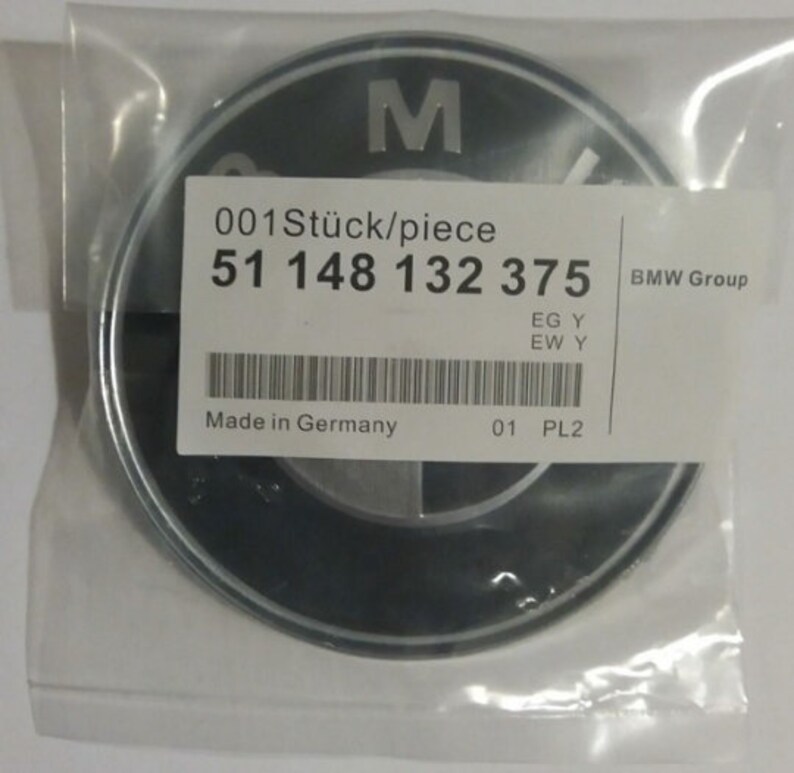 M
001Stück/piece
51 148 132 375
BMW Group
EG Y
EW Y
Made in Germany 01 PL2